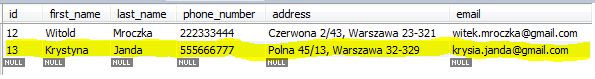 id first_name last_name phone_number address email
12 Witold Mroczka 222333444 Czerwona 2/43, Warszawa 23-321 witek.mroczka@gmail.com
13 Krystyna Janda 555666777 Polna 45/13, Warszawa 32-329 krysia.janda@gmail.com
NULL NULL NULL NULL NULL NULL